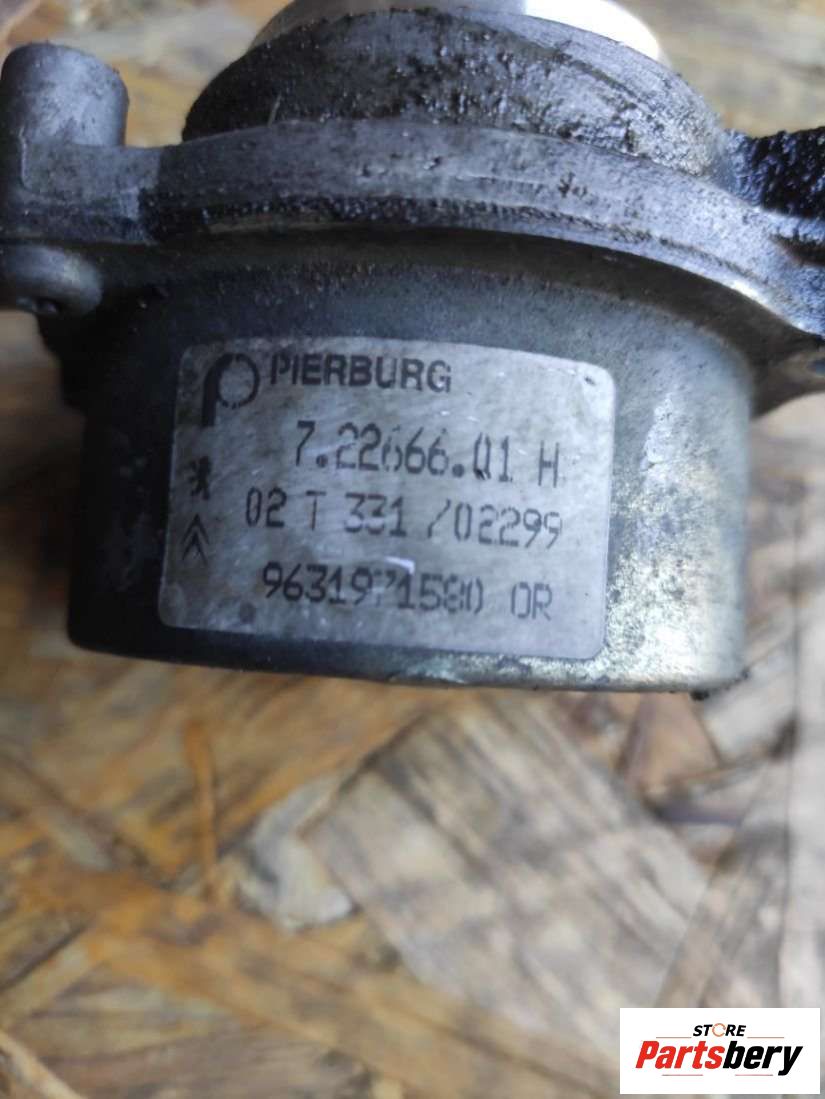 PIERBURG
7.22666.01 H
02 T 331 /02299
9631971580 OR
STORE
Partsbery